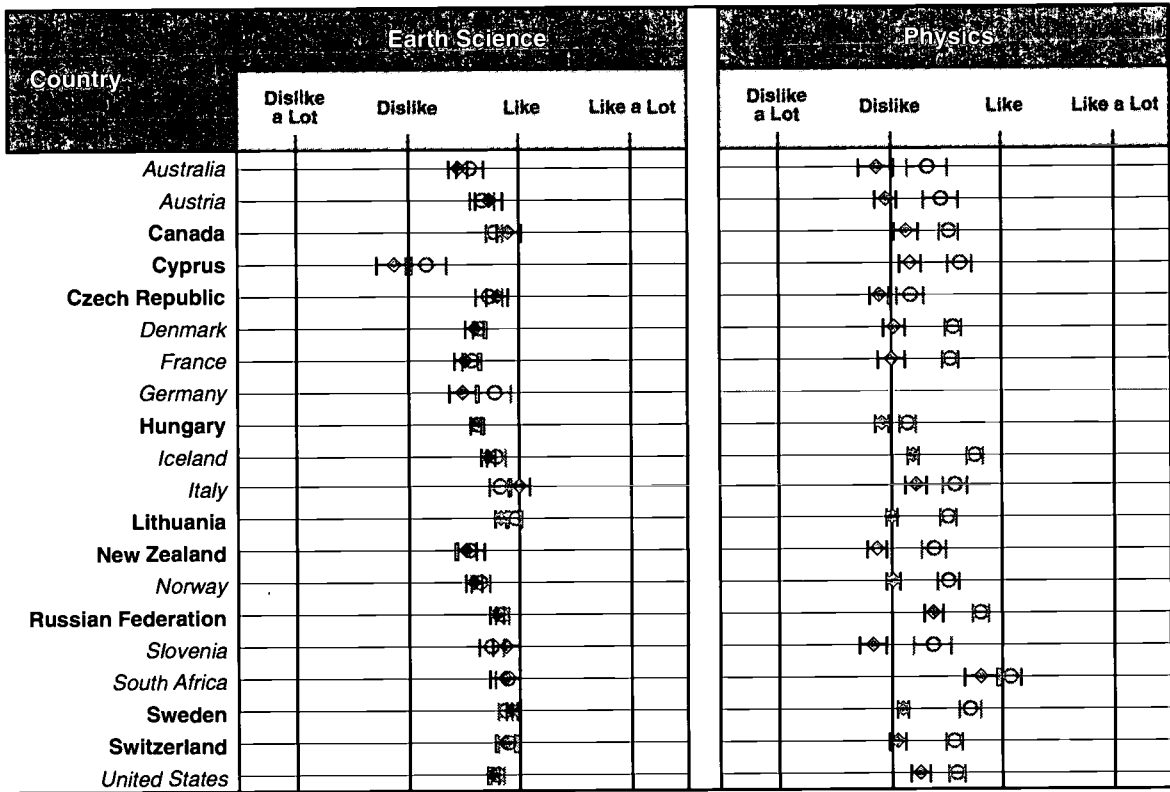 Earth Science
Physics
Country
Dislike a Lot
Dislike
Like
Like a Lot
Dislike a Lot
Dislike
Like
Like a Lot
Australia
Austria
Canada
Cyprus
Czech Republic
Denmark
France
Germany
Hungary
Iceland
Italy
Lithuania
New Zealand
Norway
Russian Federation
Slovenia
South Africa
Sweden
Switzerland
United States